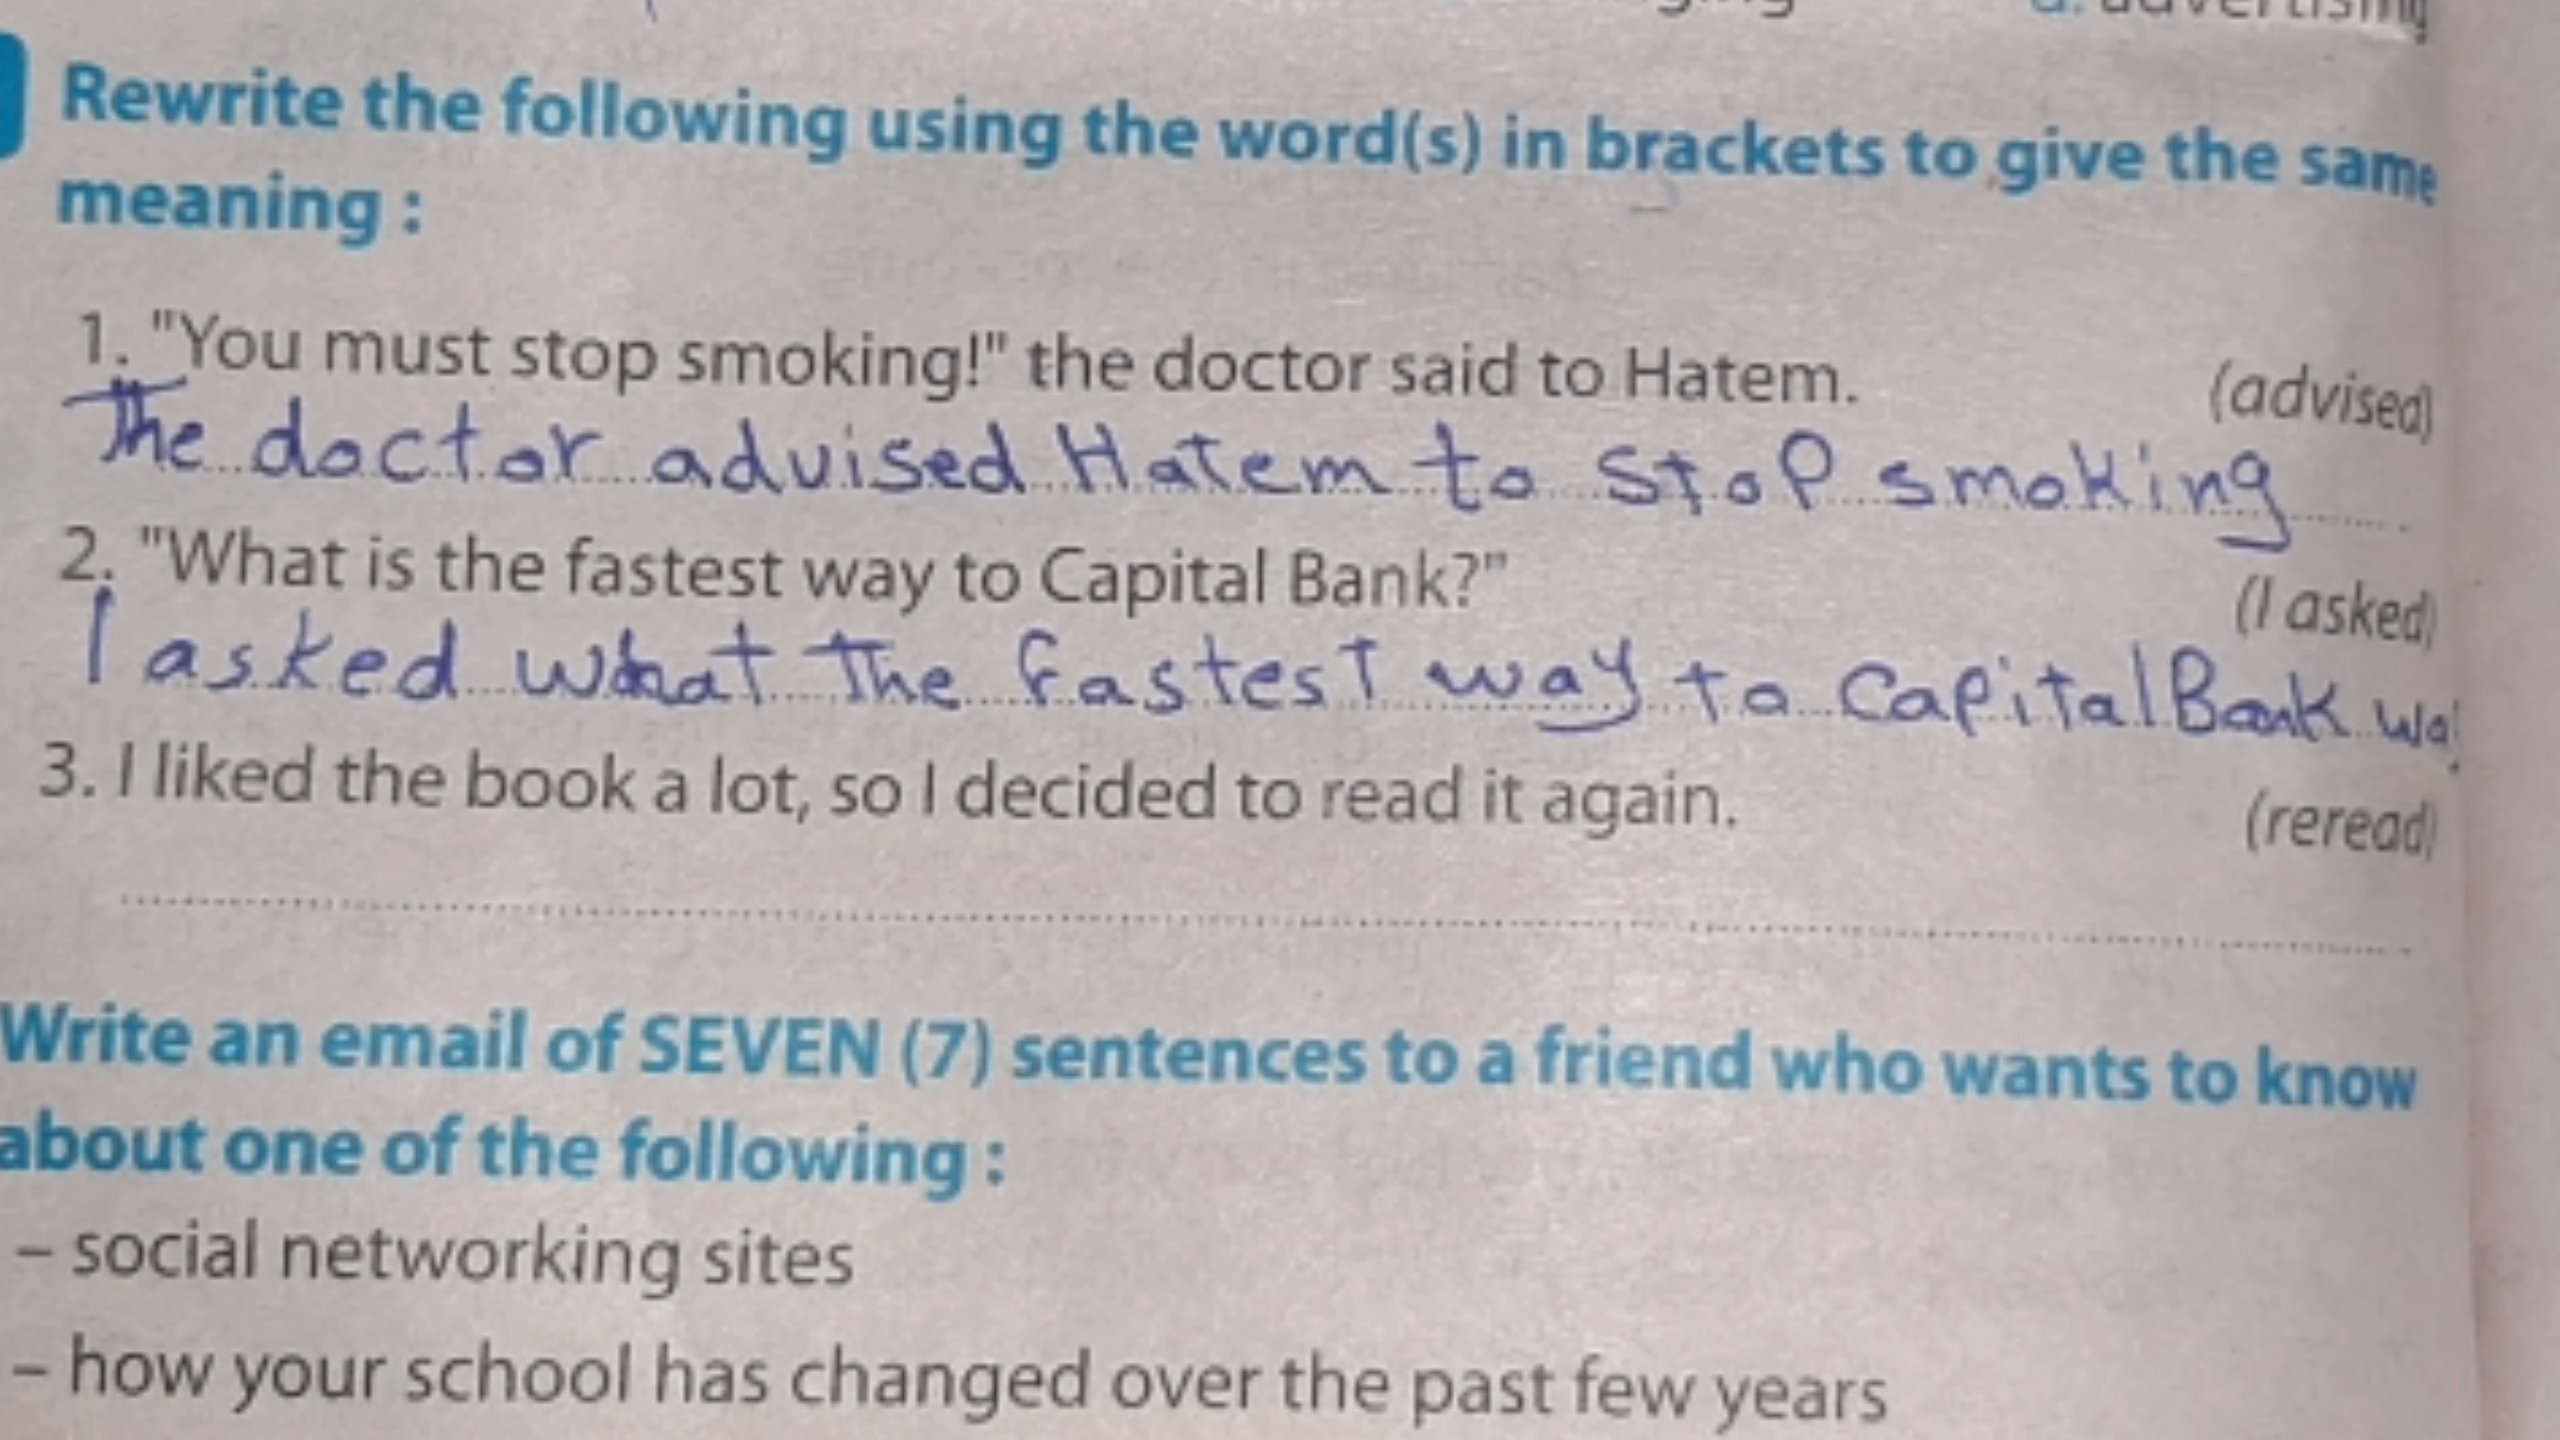 d. advertising
Rewrite the following using the word(s) in brackets to give the same
meaning :
1. "You must stop smoking!" the doctor said to Hatem. (advised)
The doctor advised Hatem to stop smoking
2. "What is the fastest way to Capital Bank?" (I asked)
I asked what the fastest way to Capital Bank was
3. I liked the book a lot, so I decided to read it again. (reread)
Write an email of SEVEN (7) sentences to a friend who wants to know
about one of the following :
– social networking sites
– how your school has changed over the past few years